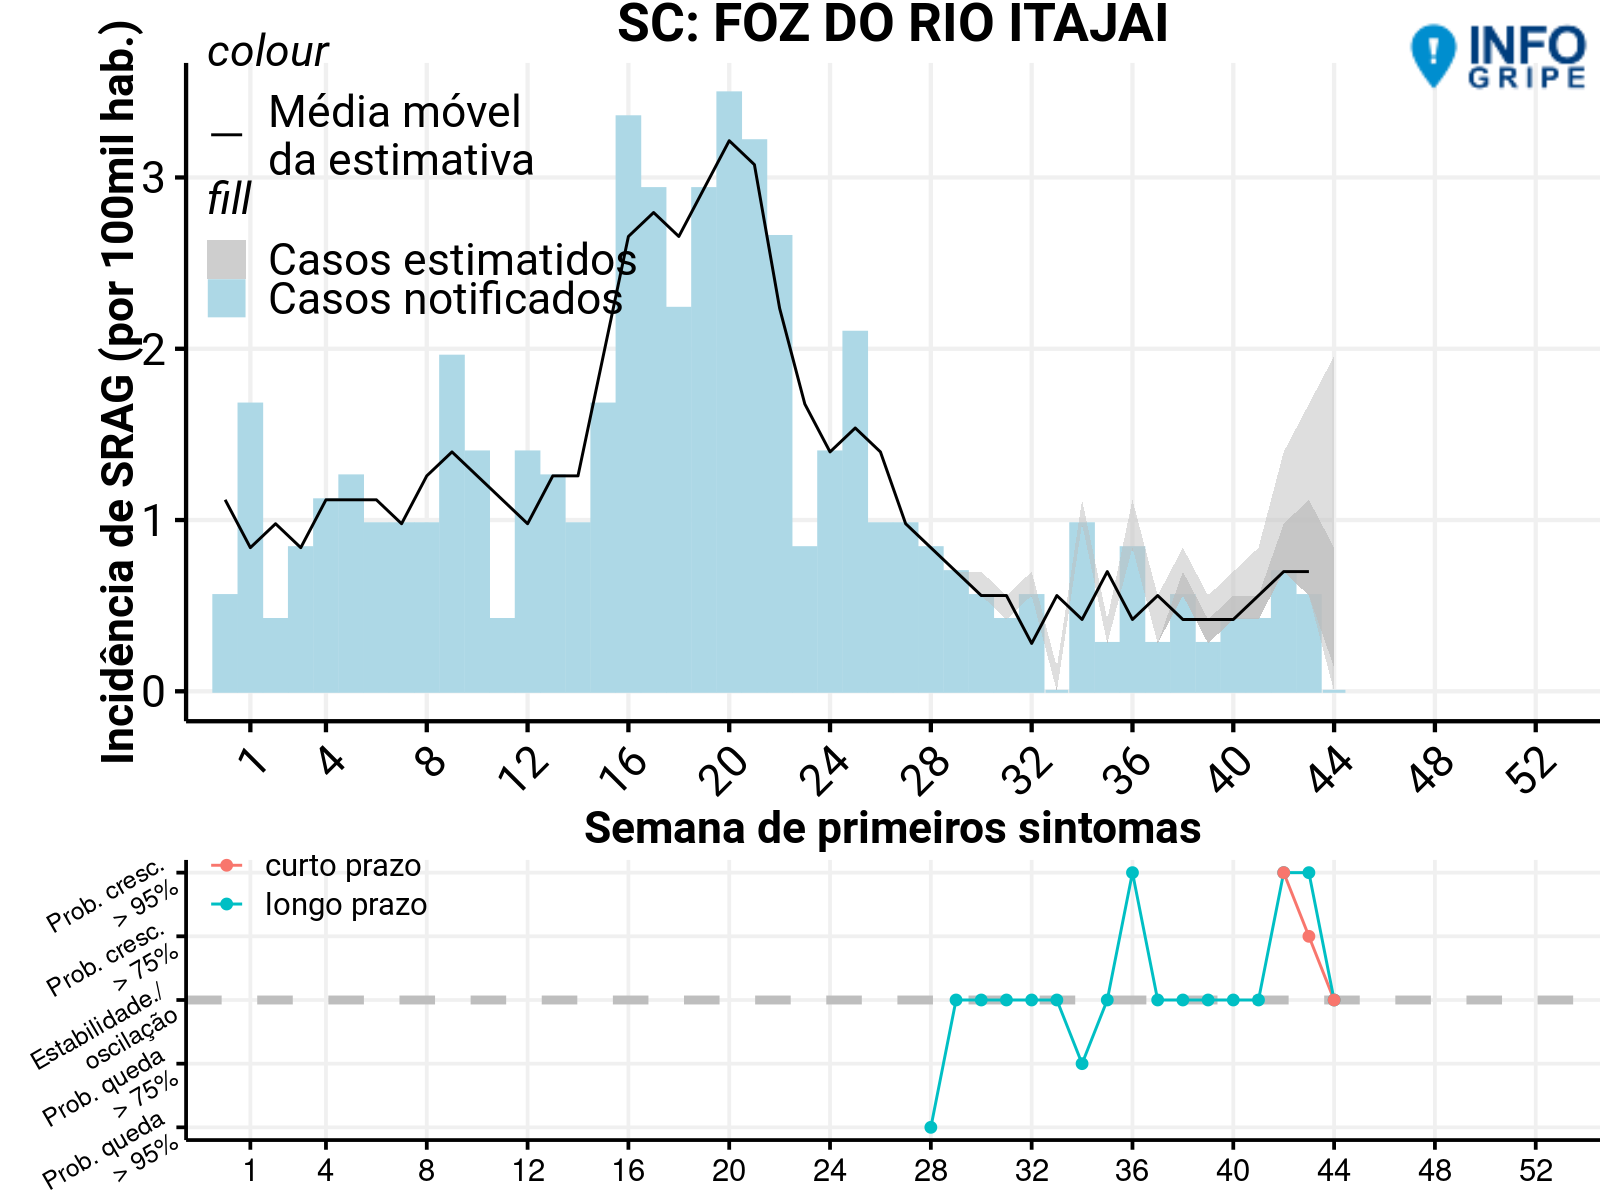 SC: FOZ DO RIO ITAJAI
INFO
GRIPE
colour
Média móvel
da estimativa
fill
Casos estimatidos
Casos notificados
Incidência de SRAG (por 100mil hab.)
3
2
1
0
1 4 8 12 16 20 24 28 32 36 40 44 48 52
Semana de primeiros sintomas
curto prazo
longo prazo
Prob. cresc.
> 95%
Prob. cresc.
> 75%
Estabilidade./
oscilação
Prob. queda
> 75%
Prob. queda
> 95%
1 4 8 12 16 20 24 28 32 36 40 44 48 52